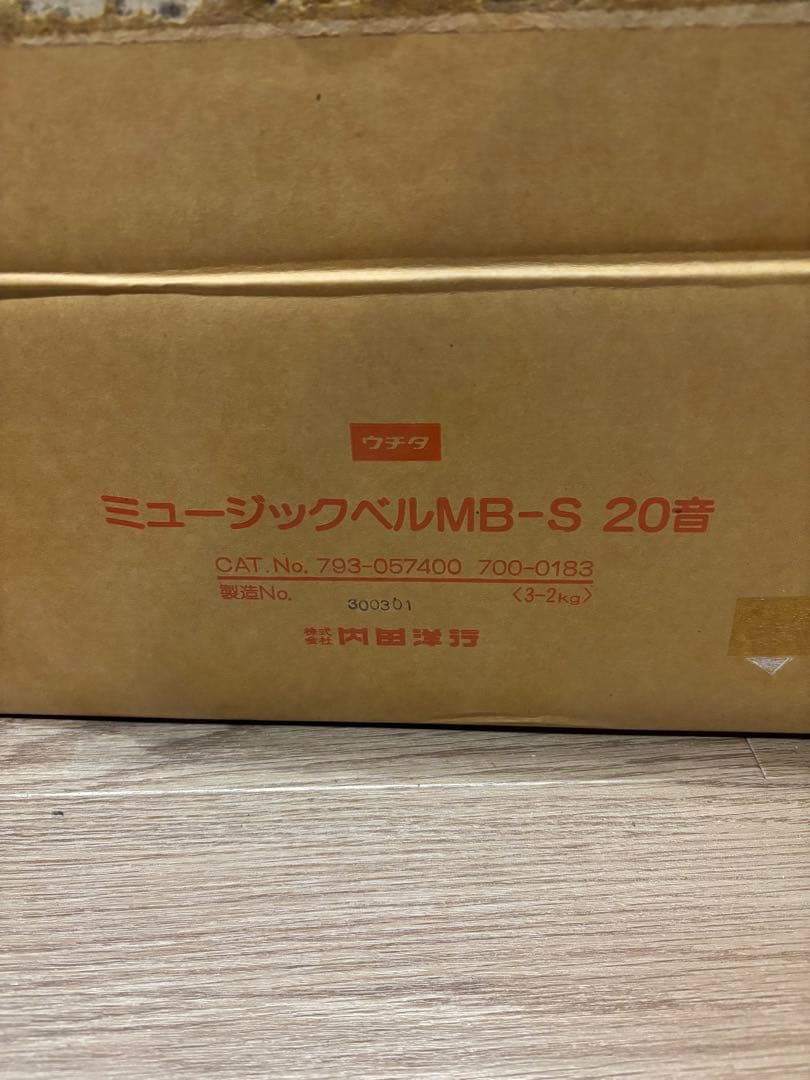 ウチダ
ミュージックベルMB-S 20音
CAT.No. 793-057400 700-0183
製造No. 300301 〈3-2kg〉
株式会社 内田洋行